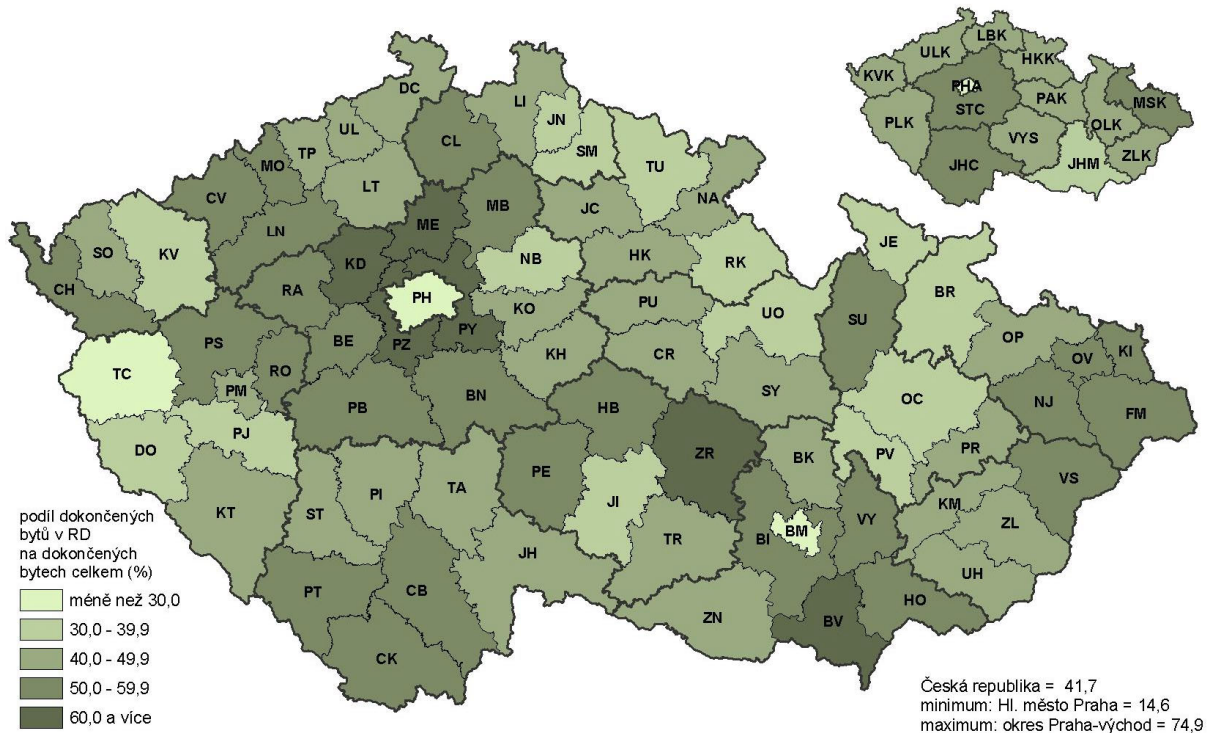 DC
LI
JN
SM
UL
TP
CL
TU
MO
LT
CV
MB
JC
NA
LN
ME
SO
KV
KD
NB
HK
RK
JE
CH
RA
PH
KO
PU
UO
BR
SU
OP
PS
BE
PZ
PY
KH
CR
OV
KI
TC
RO
PM
PB
BN
HB
SY
OC
NJ
FM
PJ
DO
ZR
BK
PV
PR
VS
KT
ST
PI
TA
PE
JI
KM
ZL
BI
BM
VY
JH
TR
UH
PT
CB
ZN
BV
HO
CK
LBK
ULK
HKK
KVK
PHA
STC
PAK
MSK
PLK
VYS
OLK
JHC
JHM
ZLK
podíl dokončených
bytů v RD
na dokončených
bytech celkem (%)
méně než 30,0
30,0 - 39,9
40,0 - 49,9
50,0 - 59,9
60,0 a více
Česká republika = 41,7
minimum: Hl. město Praha = 14,6
maximum: okres Praha-východ = 74,9